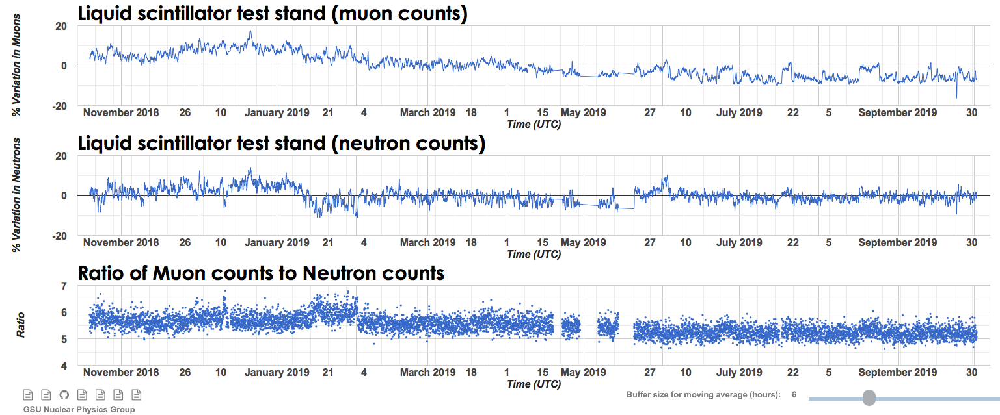 Liquid scintillator test stand (muon counts)
% Variation in Muons
20
0
-20
November 2018 26 10 January 2019 21 4 March 2019 18 1 15 May 2019 27 10 July 2019 22 5 September 2019 30
Time (UTC)
Liquid scintillator test stand (neutron counts)
% Variation in Neutrons
20
0
-20
November 2018 26 10 January 2019 21 4 March 2019 18 1 15 May 2019 27 10 July 2019 22 5 September 2019 30
Time (UTC)
Ratio of Muon counts to Neutron counts
Ratio
7
6
5
4
November 2018 26 10 January 2019 21 4 March 2019 18 1 15 May 2019 27 10 July 2019 22 5 September 2019 30
Time (UTC)
Buffer size for moving average (hours): 6
GSU Nuclear Physics Group